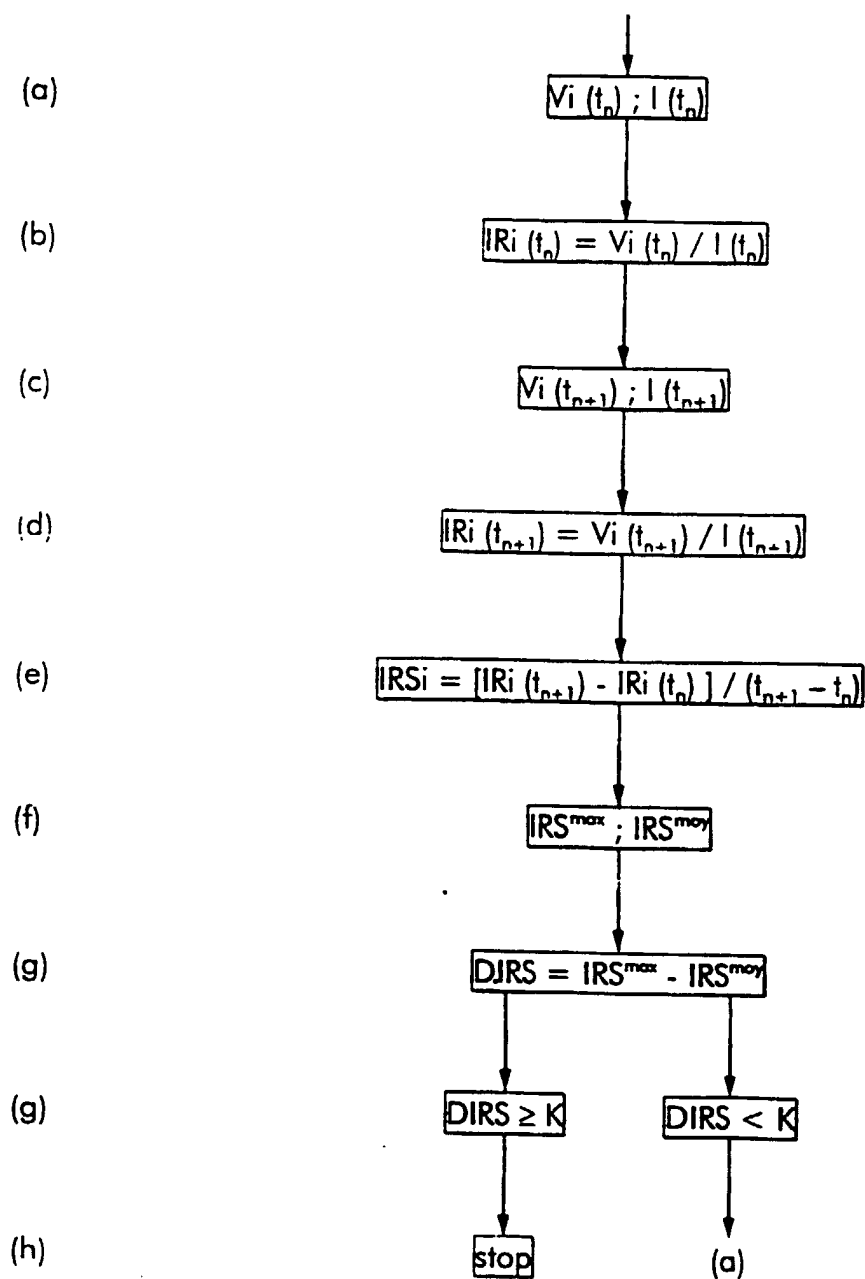 (a) Vi (tₙ) ; I (tₙ)
(b) IRi (tₙ) = Vi (tₙ) / I (tₙ)
(c) Vi (tₙ₊₁) ; I (tₙ₊₁)
(d) IRi (tₙ₊₁) = Vi (tₙ₊₁) / I (tₙ₊₁)
(e) IRSi = [IRi (tₙ₊₁) - IRi (tₙ) ] / (tₙ₊₁ – tₙ)
(f) IRSᵐᵃˣ ; IRSᵐᵒʸ
(g) DIRS = IRSᵐᵃˣ - IRSᵐᵒʸ
(g) DIRS ≥ K DIRS < K
(h) stop (a)